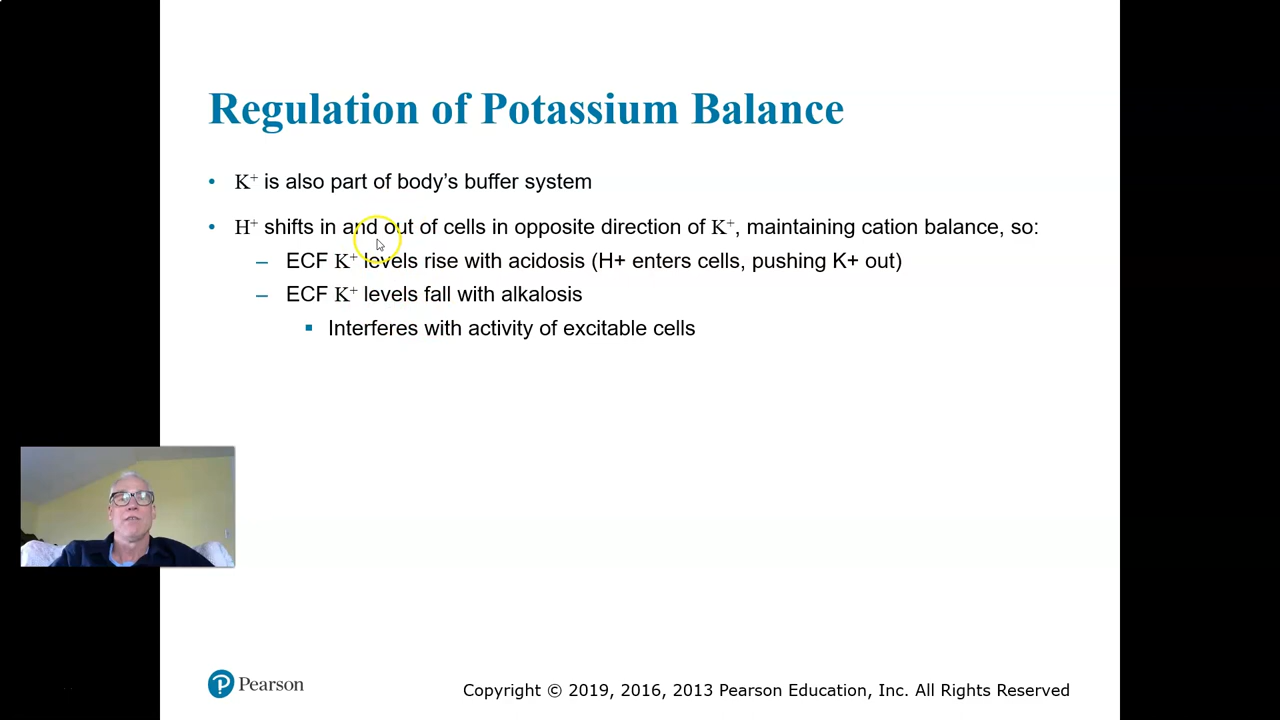 Regulation of Potassium Balance
• K⁺ is also part of body's buffer system
• H⁺ shifts in and out of cells in opposite direction of K⁺, maintaining cation balance, so:
– ECF K⁺ levels rise with acidosis (H+ enters cells, pushing K+ out)
– ECF K⁺ levels fall with alkalosis
▪ Interferes with activity of excitable cells
Pearson
Copyright © 2019, 2016, 2013 Pearson Education, Inc. All Rights Reserved